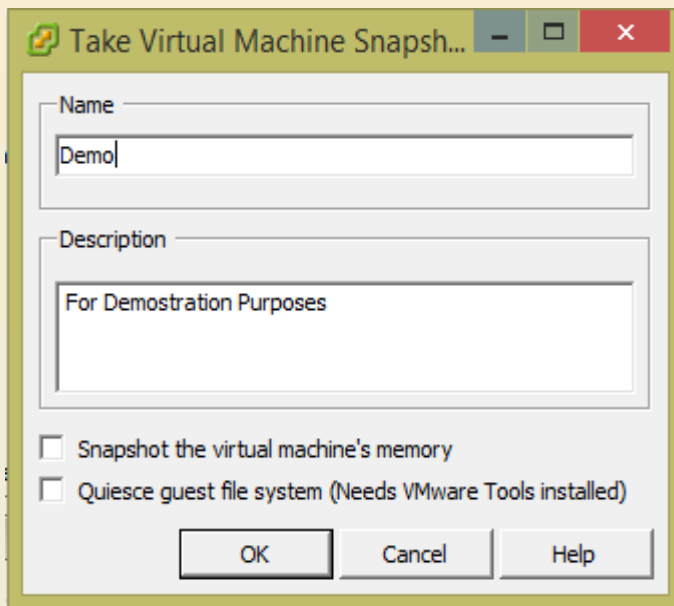 Take Virtual Machine Snapsh...
Name
Demo
Description
For Demostration Purposes
Snapshot the virtual machine's memory
Quiesce guest file system (Needs VMware Tools installed)
OK Cancel Help